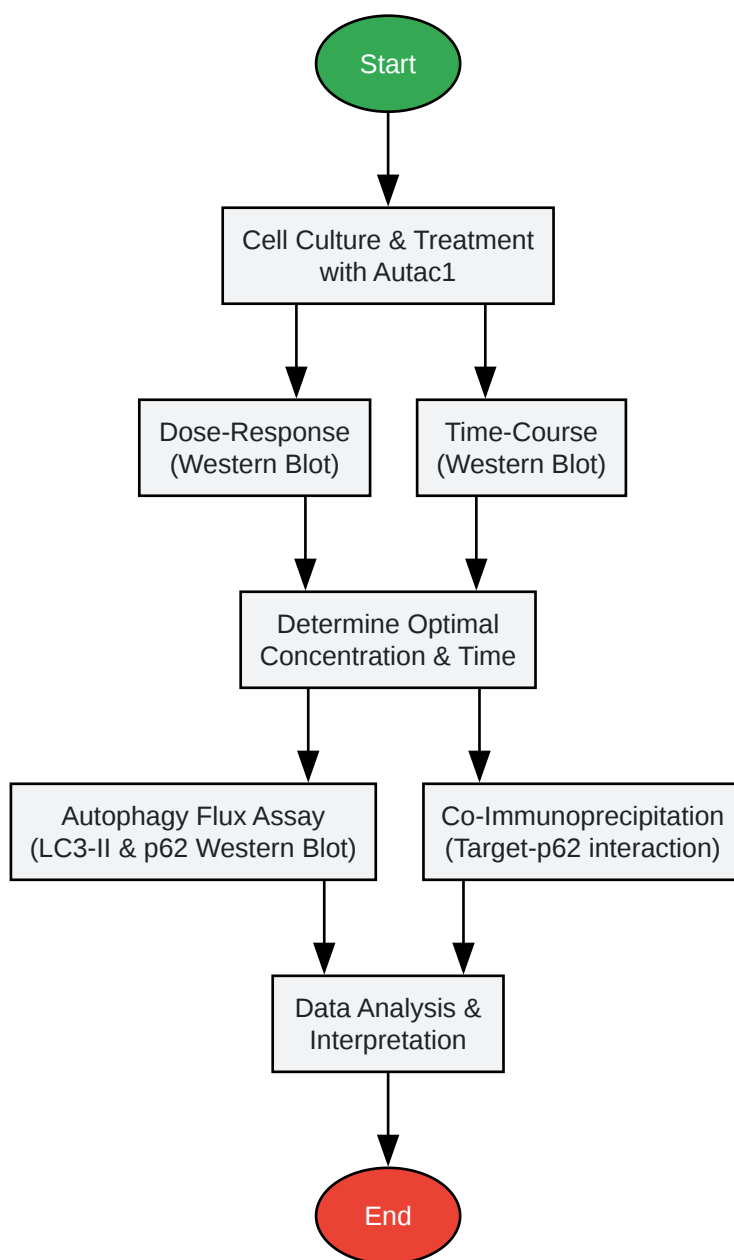 Start
Cell Culture & Treatment
with Autac1
Dose-Response
(Western Blot)
Time-Course
(Western Blot)
Determine Optimal
Concentration & Time
Autophagy Flux Assay
(LC3-II & p62 Western Blot)
Co-Immunoprecipitation
(Target-p62 interaction)
Data Analysis &
Interpretation
End